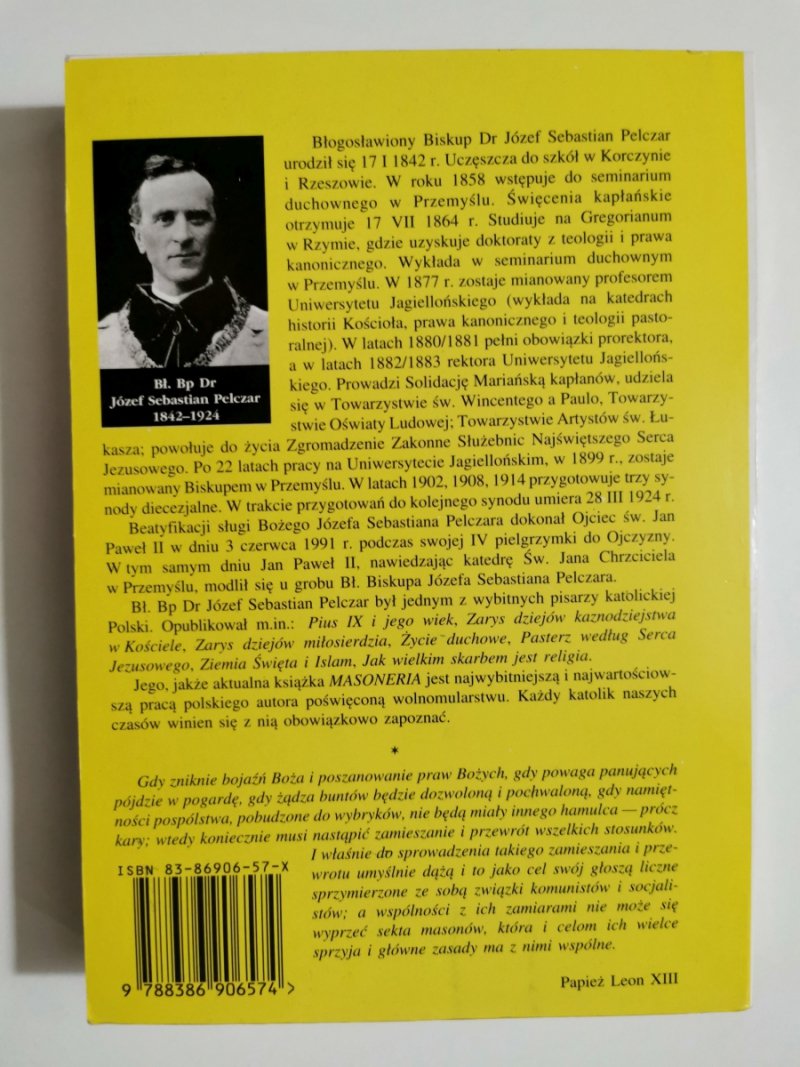 Błogosławiony Biskup Dr Józef Sebastian Pelczar
urodził się 17 I 1842 r. Uczęszcza do szkół w Korczynie
i Rzeszowie. W roku 1858 wstępuje do seminarium
duchownego w Przemyślu. Święcenia kapłańskie
otrzymuje 17 VII 1864 r. Studiuje na Gregorianum
w Rzymie, gdzie uzyskuje doktoraty z teologii i prawa
kanonicznego. Wykłada w seminarium duchownym
w Przemyślu. W 1877 r. zostaje mianowany profesorem
Uniwersytetu Jagiellońskiego (wykłada na katedrach
historii Kościoła, prawa kanonicznego i teologii pasto-
ralnej). W latach 1880/1881 pełni obowiązki prorektora,
a w latach 1882/1883 rektora Uniwersytetu Jagiellońs-
kiego. Prowadzi Solidację Mariańską kapłanów, udziela
się w Towarzystwie św. Wincentego a Paulo, Towarzy-
stwie Oświaty Ludowej; Towarzystwie Artystów św. Łu-
kasza; powołuje do życia Zgromadzenie Zakonne Służebnic Najświętszego Serca
Jezusowego. Po 22 latach pracy na Uniwersytecie Jagiellońskim, w 1899 r., zostaje
mianowany Biskupem w Przemyślu. W latach 1902, 1908, 1914 przygotowuje trzy sy-
nody diecezjalne. W trakcie przygotowań do kolejnego synodu umiera 28 III 1924 r.
Beatyfikacji sługi Bożego Józefa Sebastiana Pelczara dokonał Ojciec św. Jan
Paweł II w dniu 3 czerwca 1991 r. podczas swojej IV pielgrzymki do Ojczyzny.
W tym samym dniu Jan Paweł II, nawiedzając katedrę Św. Jana Chrzciciela
w Przemyślu, modlił się u grobu Bł. Biskupa Józefa Sebastiana Pelczara.
Bł. Bp Dr Józef Sebastian Pelczar był jednym z wybitnych pisarzy katolickiej
Polski. Opublikował m.in.: Pius IX i jego wiek, Zarys dziejów kaznodziejstwa
w Kościele, Zarys dziejów miłosierdzia, Życie duchowe, Pasterz według Serca
Jezusowego, Ziemia Święta i Islam, Jak wielkim skarbem jest religia.
Jego, jakże aktualna książka MASONERIA jest najwybitniejszą i najwartościow-
szą pracą polskiego autora poświęconą wolnomularstwu. Każdy katolik naszych
czasów winien się z nią obowiązkowo zapoznać.
*
Gdy zniknie bojaźń Boża i poszanowanie praw Bożych, gdy powaga panujących
pójdzie w pogardę, gdy żądza buntów będzie dozwoloną i pochwaloną, gdy namięt-
ności pospólstwa, pobudzone do wybryków, nie będą miały innego hamulca — prócz
kary; wtedy koniecznie musi nastąpić zamieszanie i przewrót wszelkich stosunków.
I właśnie do sprowadzenia takiego zamieszania i prze-
wrotu umyślnie dążą i to jako cel swój głoszą liczne
sprzymierzone ze sobą związki komunistów i socjali-
stów; a wspólności z ich zamiarami nie może się
wyprzeć sekta masonów, która i celom ich wielce
sprzyja i główne zasady ma z nimi wspólne.
Papież Leon XIII
Bł. Bp Dr
Józef Sebastian Pelczar
1842–1924
ISBN 83-86906-57-X
9 788386 906574 >